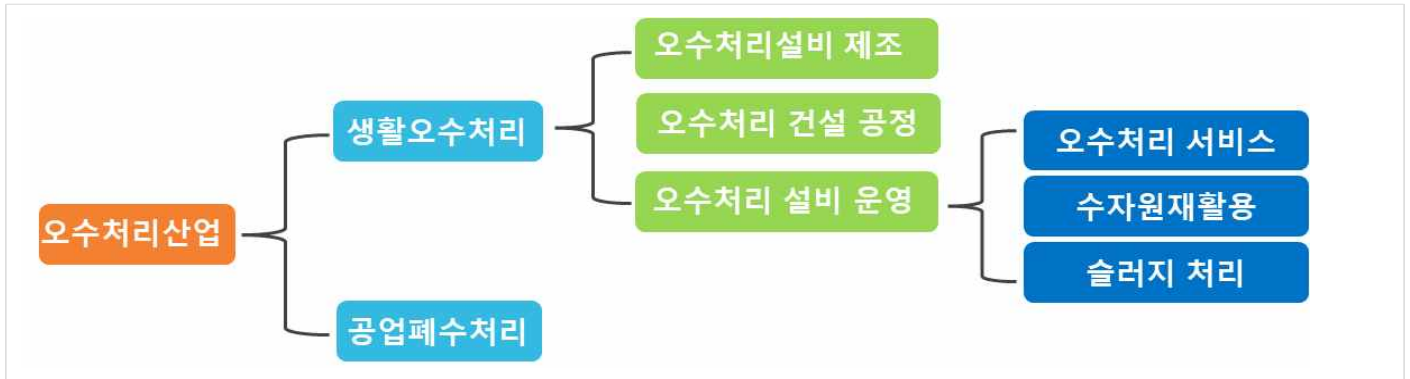 오수처리산업
생활오수처리
공업폐수처리
오수처리설비 제조
오수처리 건설 공정
오수처리 설비 운영
오수처리 서비스
수자원재활용
슬러지 처리